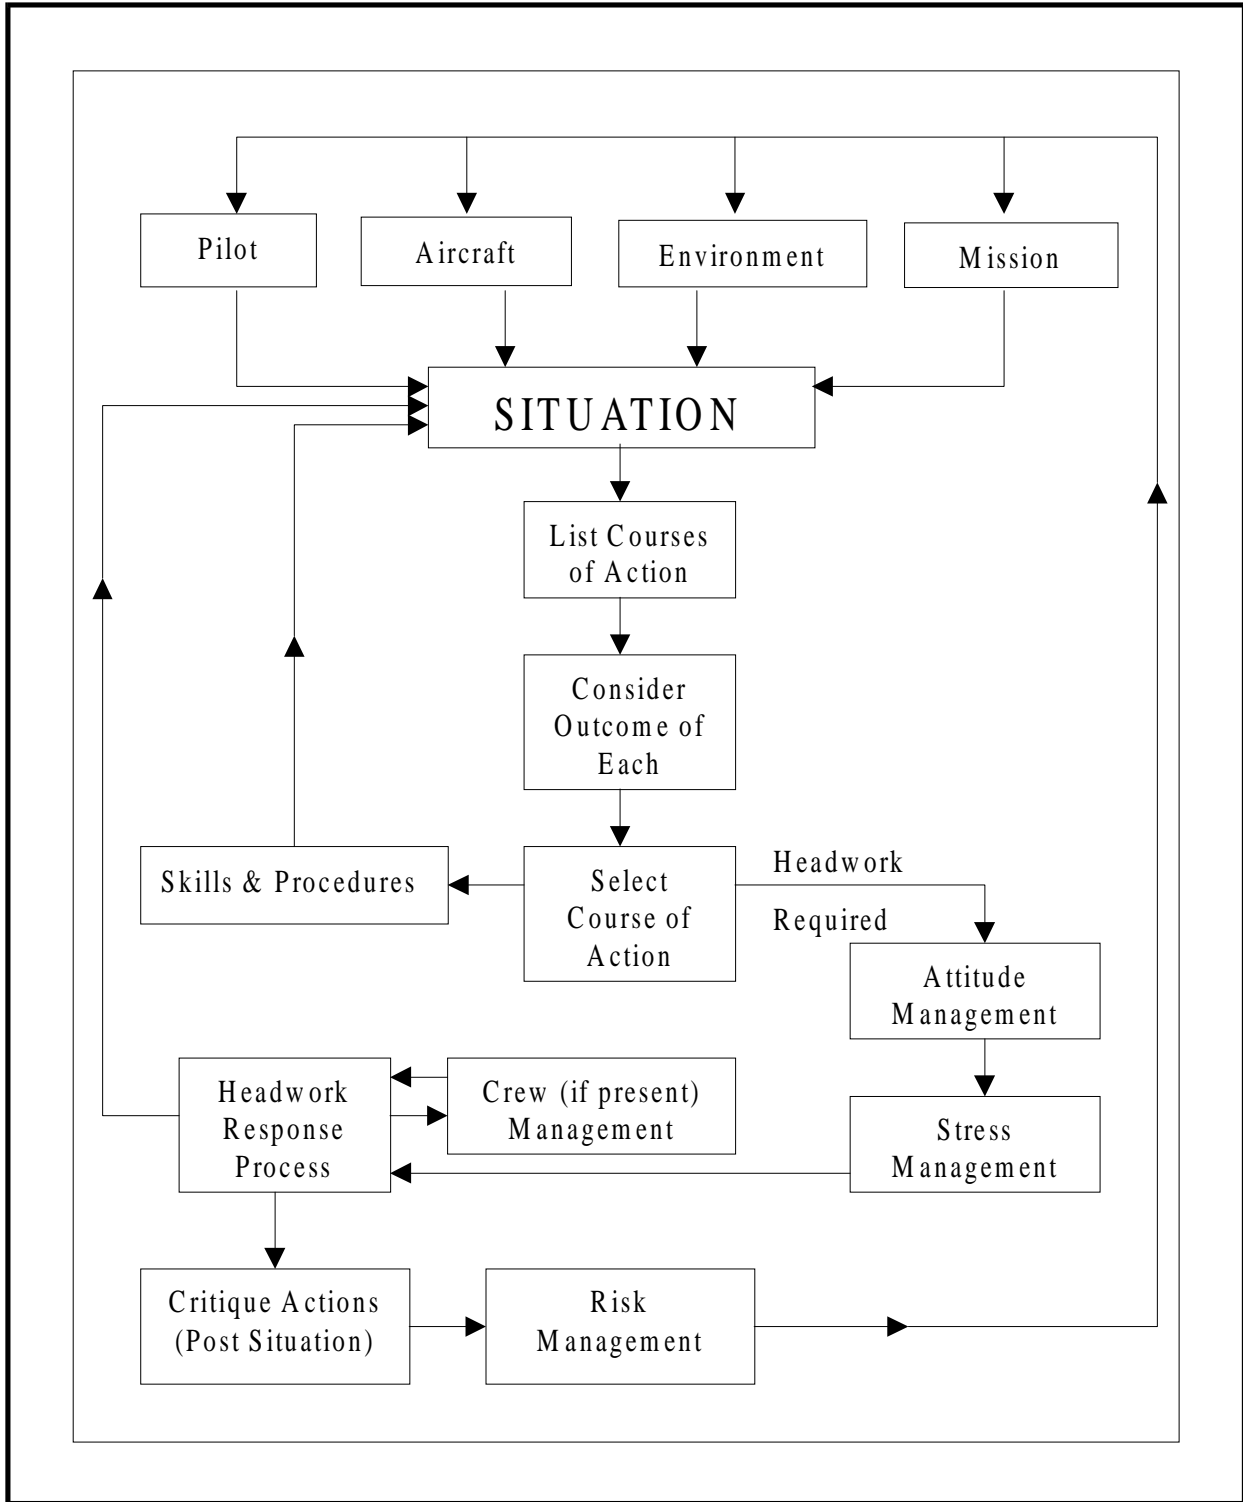 Pilot
Aircraft
Environment
Mission
SITUATION
List Courses
of Action
Consider
Outcome of
Each
Skills & Procedures
Select
Course of
Action
Headwork
Required
Attitude
Management
Headwork
Response
Process
Crew (if present)
Management
Stress
Management
Critique Actions
(Post Situation)
Risk
Management